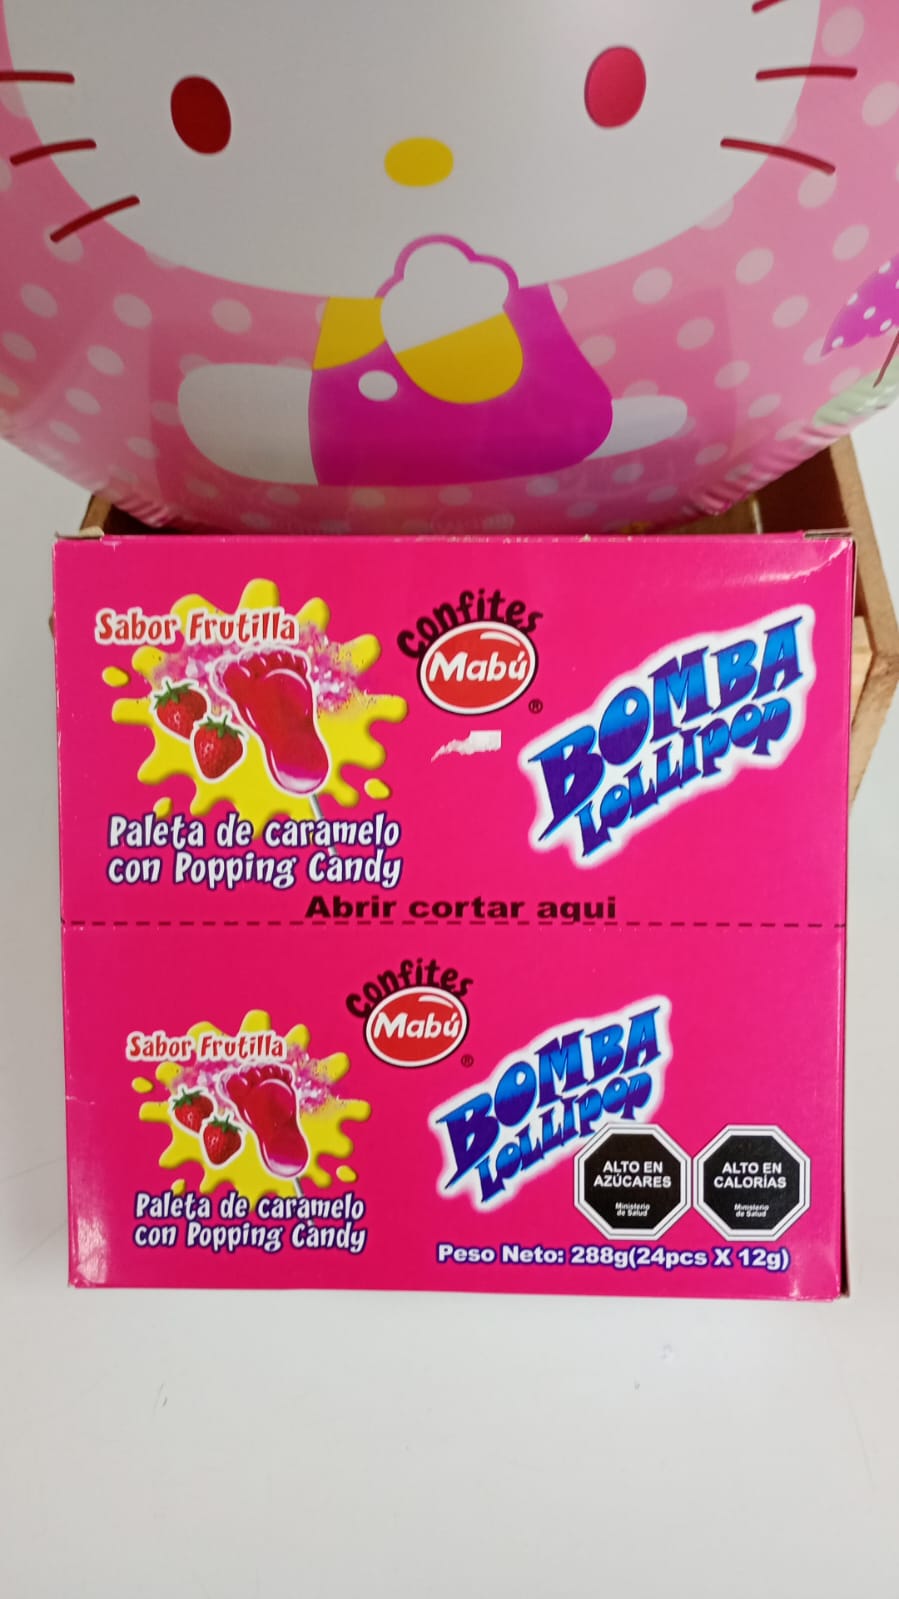 Sabor Frutilla
Confites
Mabú
®
BOMBA
LOLLIPOP
Paleta de caramelo
con Popping Candy
Abrir cortar aqui
Confites
Mabú
®
Sabor Frutilla
BOMBA
LOLLIPOP
ALTO EN
AZÚCARES
Ministerio
de Salud
ALTO EN
CALORÍAS
Ministerio
de Salud
Paleta de caramelo
con Popping Candy
Peso Neto: 288g(24pcs X 12g)